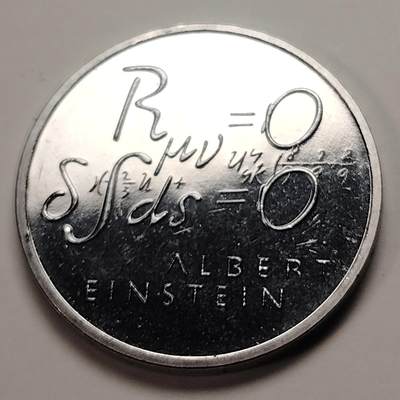 Rμν=0
δ∫ds=0
ALBERT
EINSTEIN